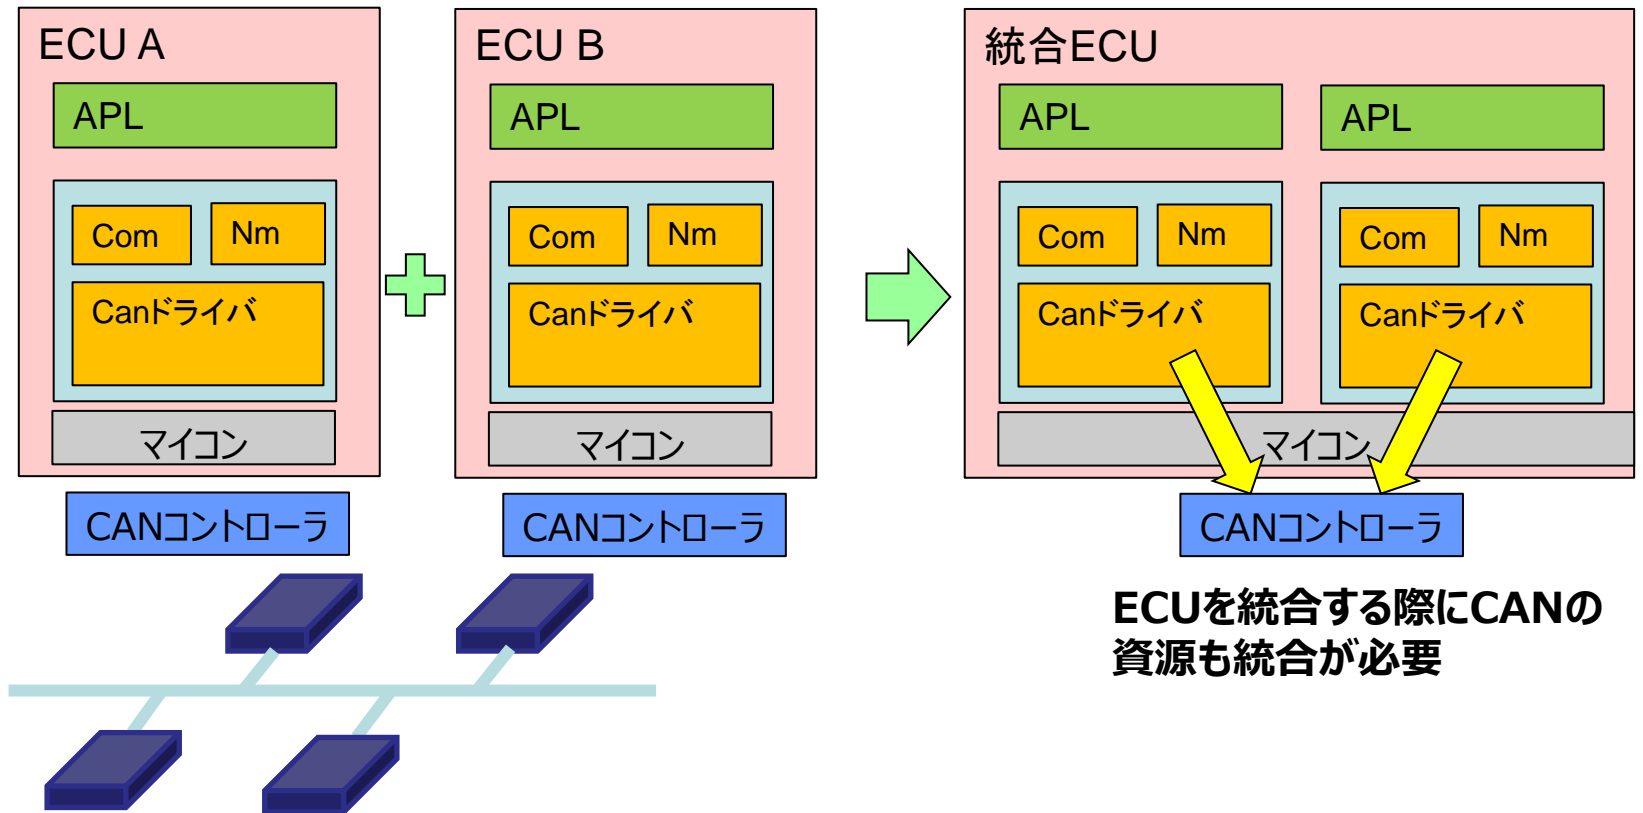 ECU A
APL
Com
Nm
Canドライバ
マイコン
CANコントローラ
ECU B
APL
Com
Nm
Canドライバ
マイコン
CANコントローラ
統合ECU
APL
APL
Com
Nm
Canドライバ
Com
Nm
Canドライバ
マイコン
CANコントローラ
ECUを統合する際にCANの
資源も統合が必要